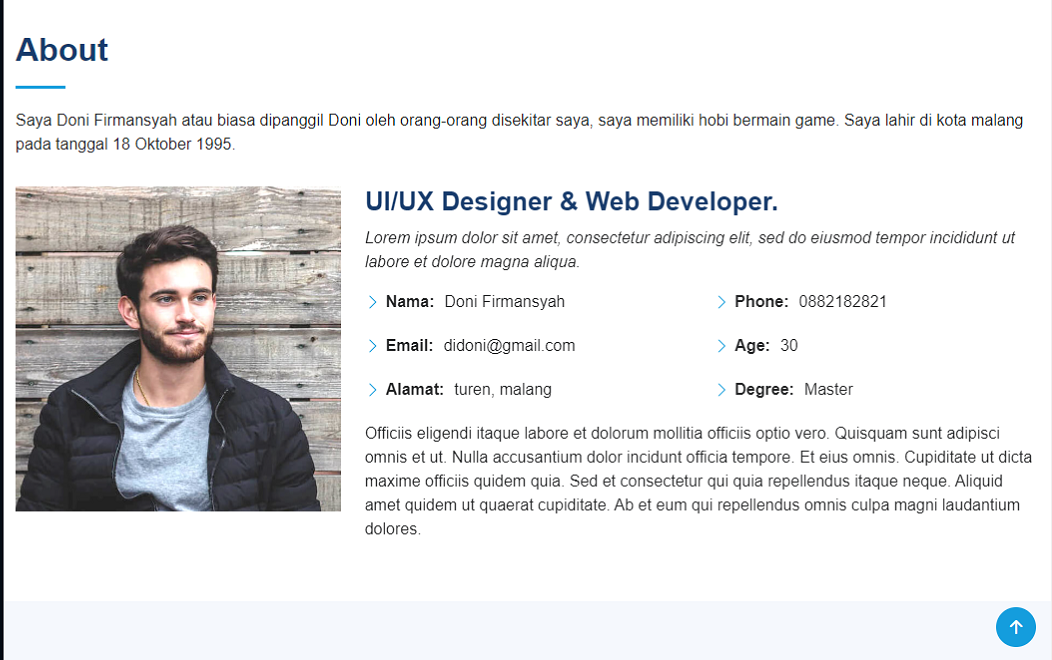 About
Saya Doni Firmansyah atau biasa dipanggil Doni oleh orang-orang disekitar saya, saya memiliki hobi bermain game. Saya lahir di kota malang
pada tanggal 18 Oktober 1995.
UI/UX Designer & Web Developer.
Lorem ipsum dolor sit amet, consectetur adipiscing elit, sed do eiusmod tempor incididunt ut
labore et dolore magna aliqua.
Nama: Doni Firmansyah
Phone: 0882182821
Email: didoni@gmail.com
Age: 30
Alamat: turen, malang
Degree: Master
Officiis eligendi itaque labore et dolorum mollitia officiis optio vero. Quisquam sunt adipisci
omnis et ut. Nulla accusantium dolor incidunt officia tempore. Et eius omnis. Cupiditate ut dicta
maxime officiis quidem quia. Sed et consectetur qui quia repellendus itaque neque. Aliquid
amet quidem ut quaerat cupiditate. Ab et eum qui repellendus omnis culpa magni laudantium
dolores.